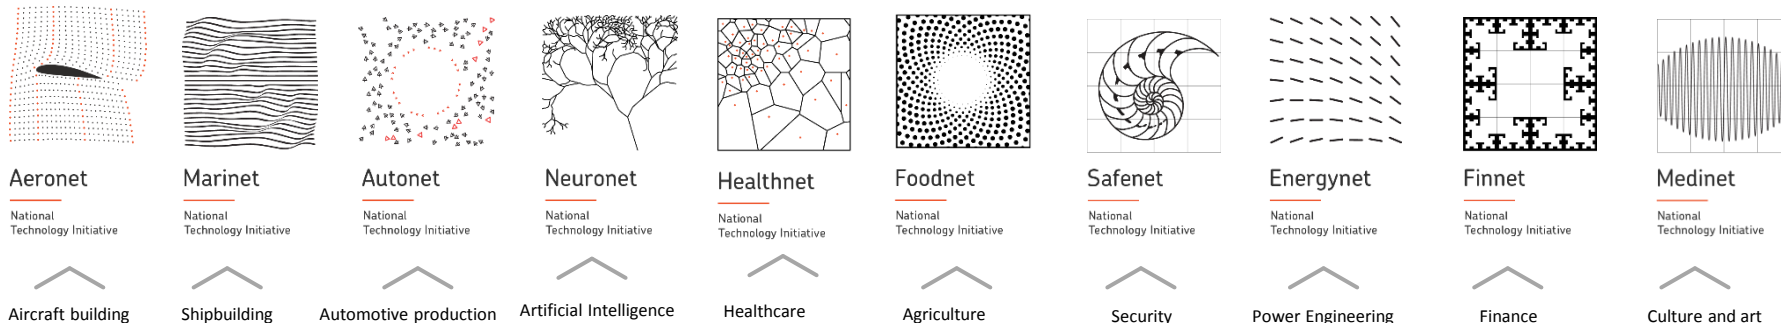 Aeronet
National
Technology Initiative
Aircraft building
Marinet
National
Technology Initiative
Shipbuilding
Autonet
National
Technology Initiative
Automotive production
Neuronet
National
Technology Initiative
Artificial Intelligence
Healthnet
National
Technology Initiative
Healthcare
Foodnet
National
Technology Initiative
Agriculture
Safenet
National
Technology Initiative
Security
Energynet
National
Technology Initiative
Power Engineering
Finnet
National
Technology Initiative
Finance
Medinet
National
Technology Initiative
Culture and art